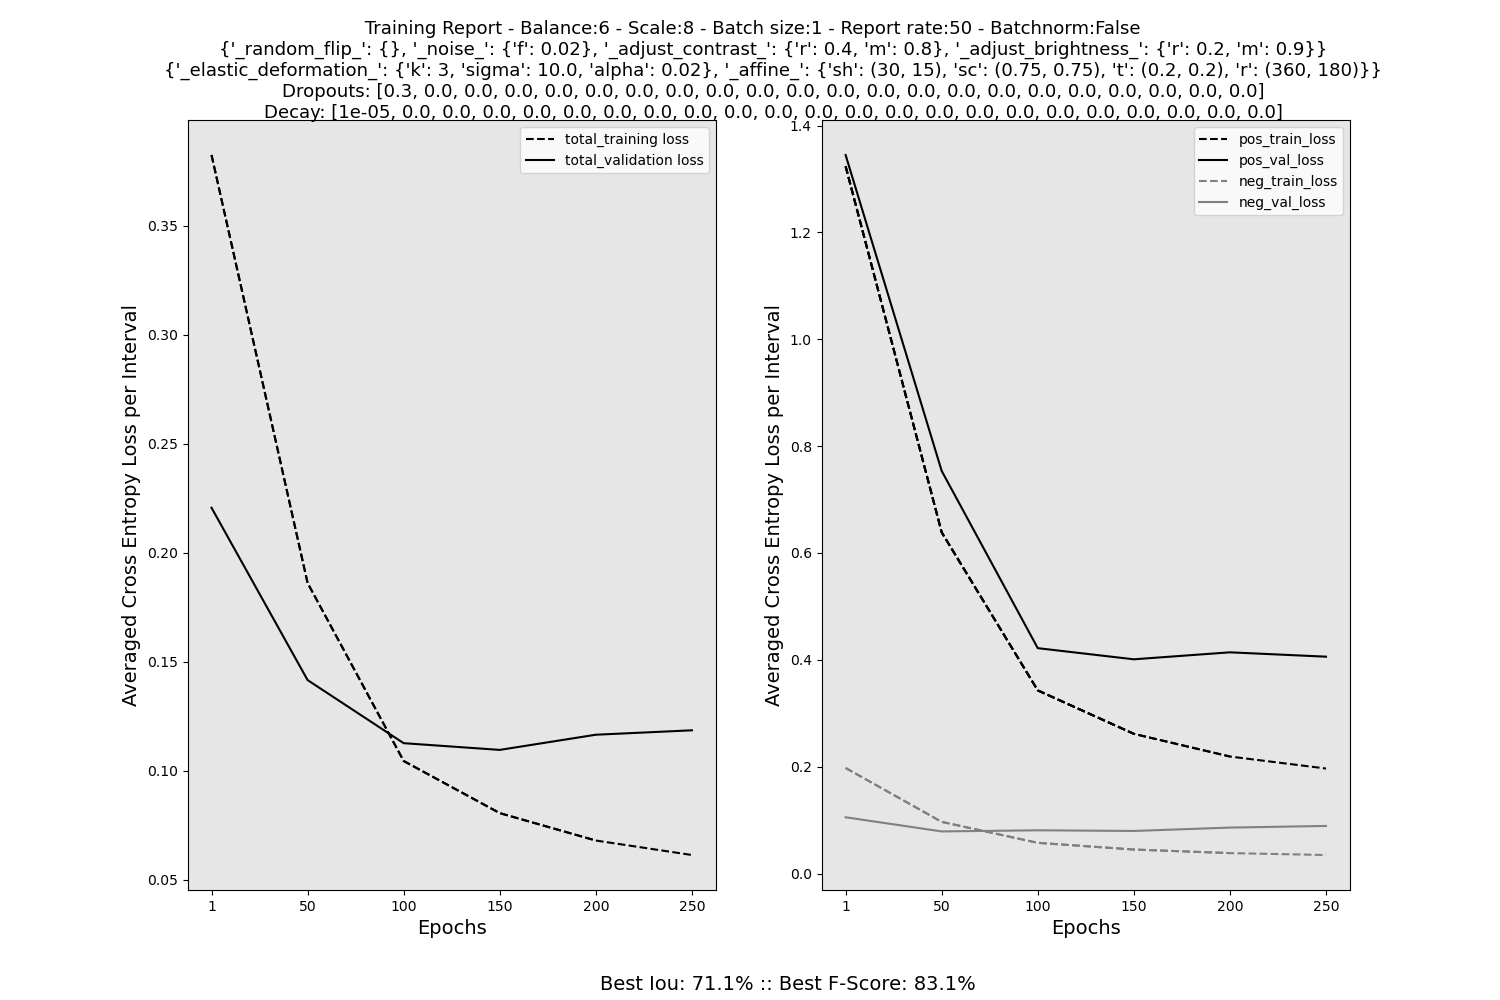 Training Report - Balance:6 - Scale:8 - Batch size:1 - Report rate:50 - Batchnorm:False
{'_random_flip_': {}, '_noise_': {'f': 0.02}, '_adjust_contrast_': {'r': 0.4, 'm': 0.8}, '_adjust_brightness_': {'r': 0.2, 'm': 0.9}}
{'_elastic_deformation_': {'k': 3, 'sigma': 10.0, 'alpha': 0.02}, '_affine_': {'sh': (30, 15), 'sc': (0.75, 0.75), 't': (0.2, 0.2), 'r': (360, 180)}}
Dropouts: [0.3, 0.0, 0.0, 0.0, 0.0, 0.0, 0.0, 0.0, 0.0, 0.0, 0.0, 0.0, 0.0, 0.0, 0.0, 0.0, 0.0, 0.0, 0.0, 0.0, 0.0, 0.0]
Decay: [1e-05, 0.0, 0.0, 0.0, 0.0, 0.0, 0.0, 0.0, 0.0, 0.0, 0.0, 0.0, 0.0, 0.0, 0.0, 0.0, 0.0, 0.0, 0.0, 0.0, 0.0, 0.0, 0.0]
total_training loss
total_validation loss
0.35
0.30
0.25
0.20
0.15
0.10
0.05
Averaged Cross Entropy Loss per Interval
1 50 100 150 200 250
Epochs
pos_train_loss
pos_val_loss
neg_train_loss
neg_val_loss
1.4
1.2
1.0
0.8
0.6
0.4
0.2
0.0
Averaged Cross Entropy Loss per Interval
1 50 100 150 200 250
Epochs
Best Iou: 71.1% :: Best F-Score: 83.1%